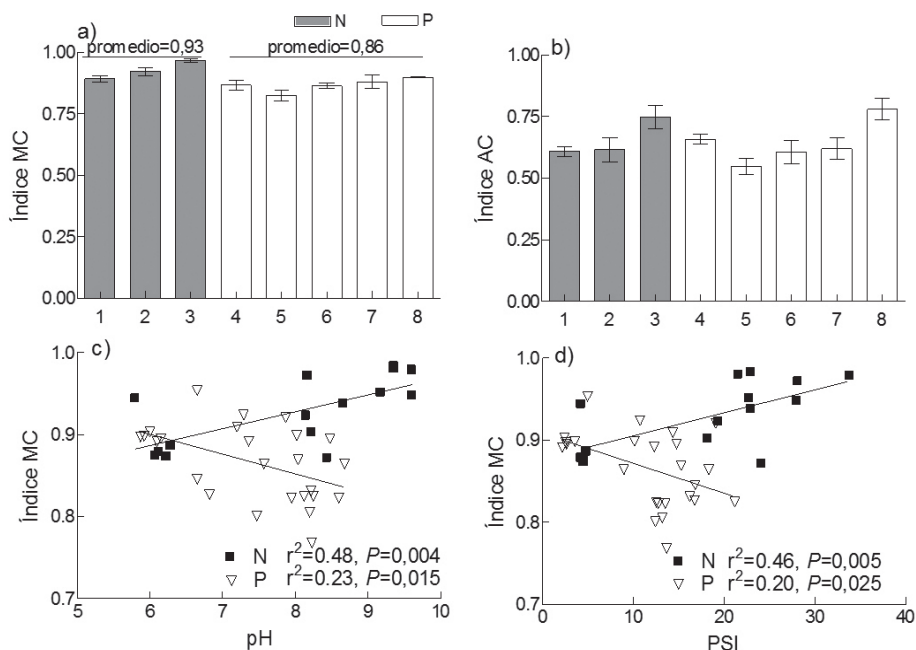 N P
a)
promedio=0,93 promedio=0,86
1.00
0.75
0.50
0.25
0.00
Índice MC
1 2 3 4 5 6 7 8
b)
1.00
0.75
0.50
0.25
0.00
Índice AC
1 2 3 4 5 6 7 8
c)
1.0
0.9
0.8
0.7
Índice MC
N r²=0.48, P=0,004
P r²=0.23, P=0,015
5 6 7 8 9 10
pH
d)
1.0
0.9
0.8
0.7
Índice MC
N r²=0.46, P=0,005
P r²=0.20, P=0,025
0 10 20 30 40
PSI